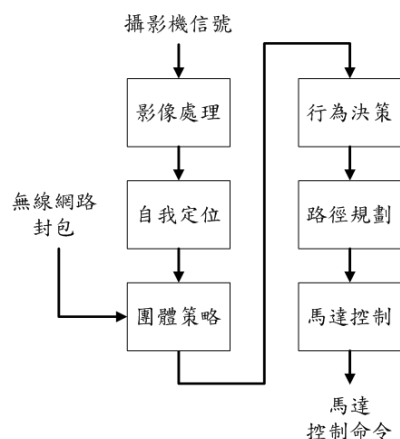 攝影機信號
影像處理
自我定位
無線網路
封包
團體策略
行為決策
路徑規劃
馬達控制
馬達
控制命令